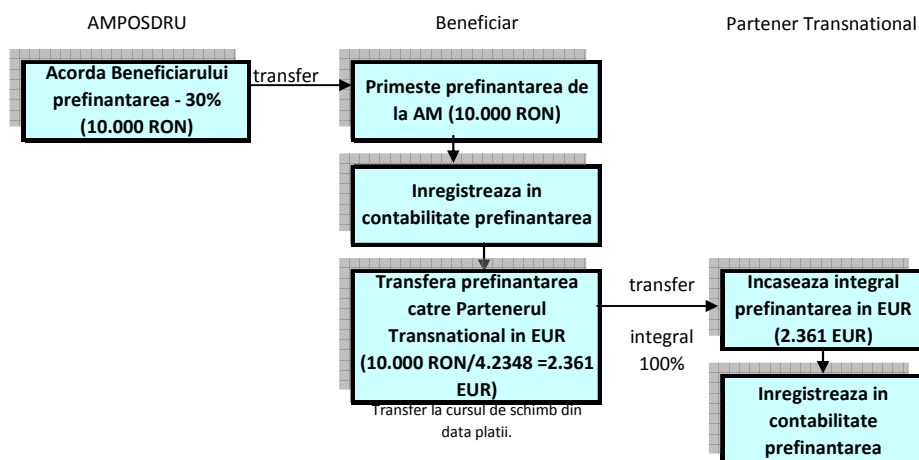 AMPOSDRU
Beneficiar
Partener Transnational
Acorda Beneficiarului
prefinantarea - 30%
(10.000 RON)
transfer
Primeste prefinantarea de
la AM (10.000 RON)
Inregistreaza in
contabilitate prefinantarea
Transfera prefinantarea
catre Partenerul
Transnational in EUR
(10.000 RON/4.2348 =2.361
EUR)
Transfer la cursul de schimb din
data platii.
transfer
integral
100%
Incaseaza integral
prefinantarea in EUR
(2.361 EUR)
Inregistreaza in
contabilitate
prefinantarea